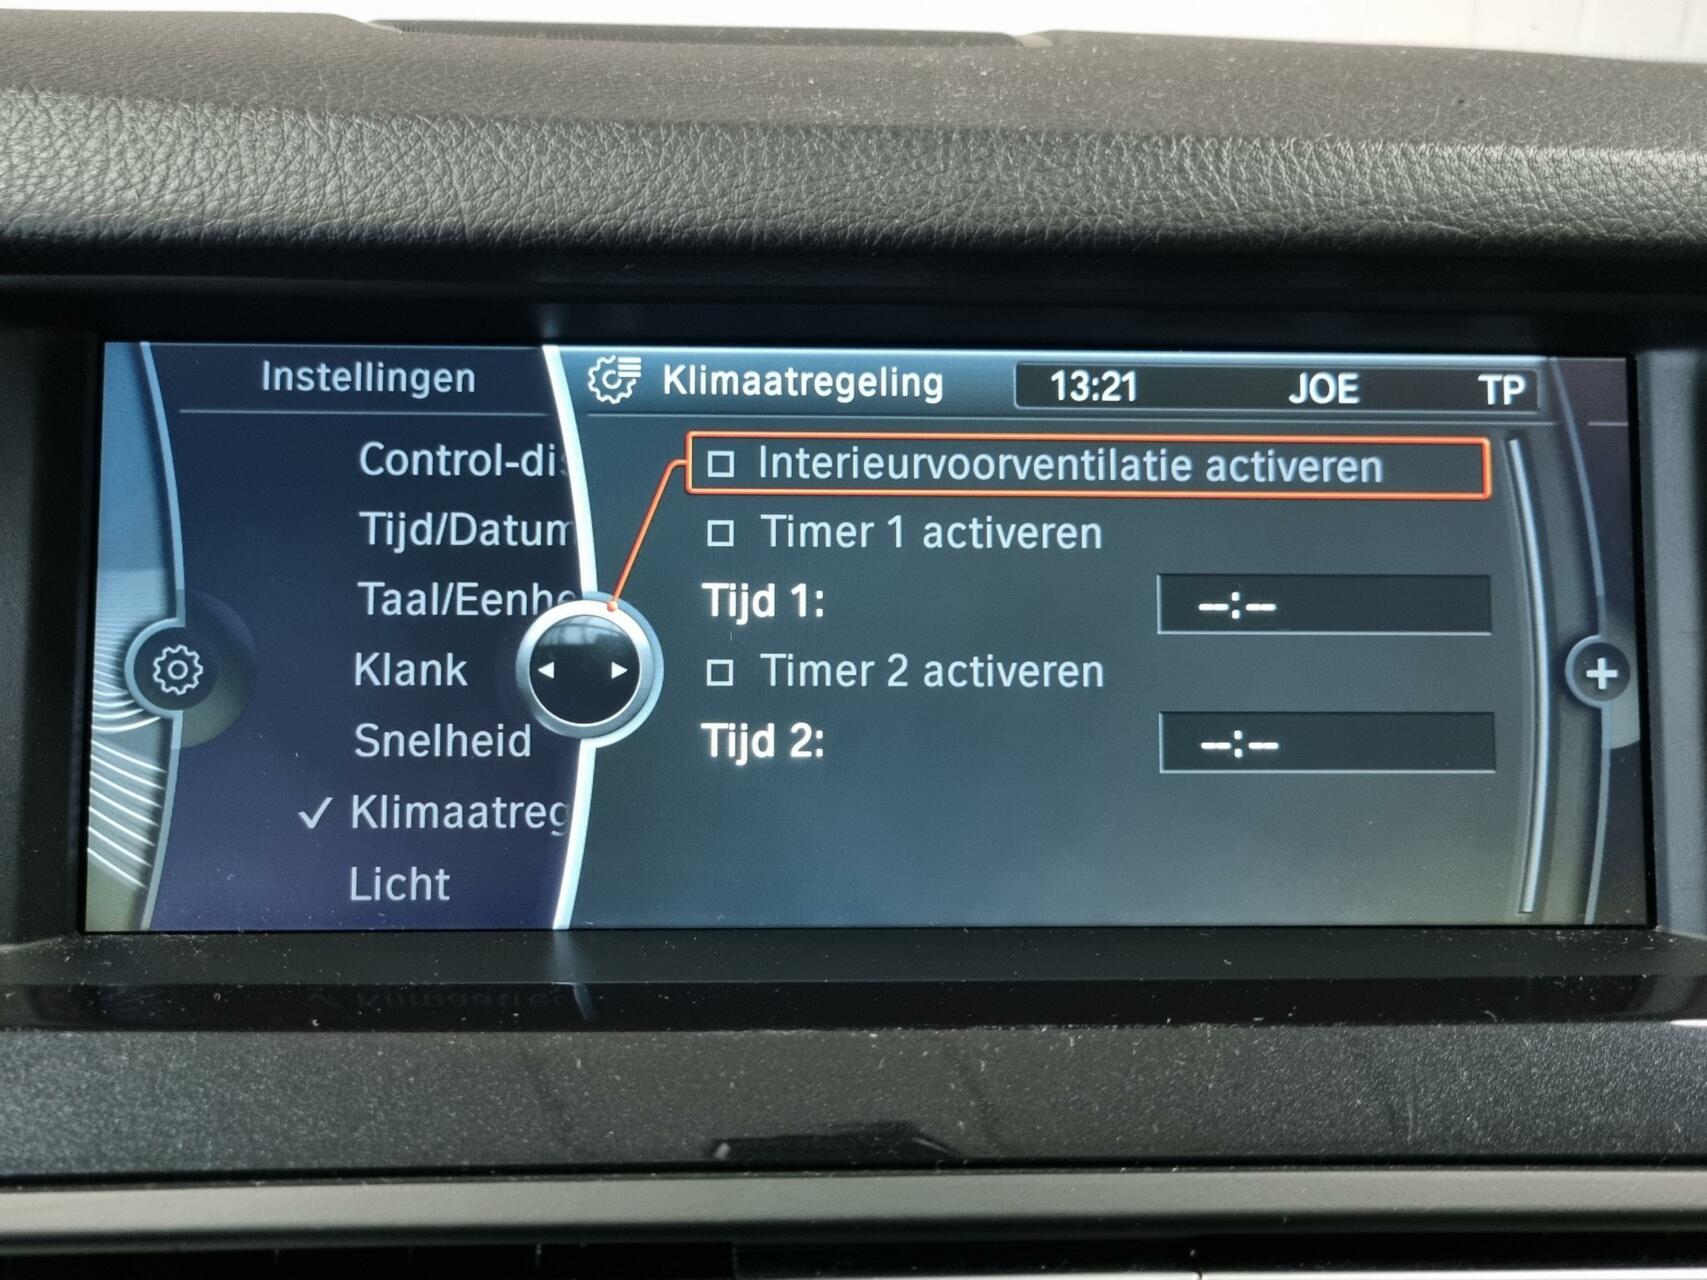 Instellingen
Control-di
Tijd/Datum
Taal/Eenhe
Klank
Snelheid
✓ Klimaatreg
Licht
Klimaatregeling
13:21 JOE TP
Interieurvoorventilatie activeren
Timer 1 activeren
Tijd 1: --:--
Timer 2 activeren
Tijd 2: --:--